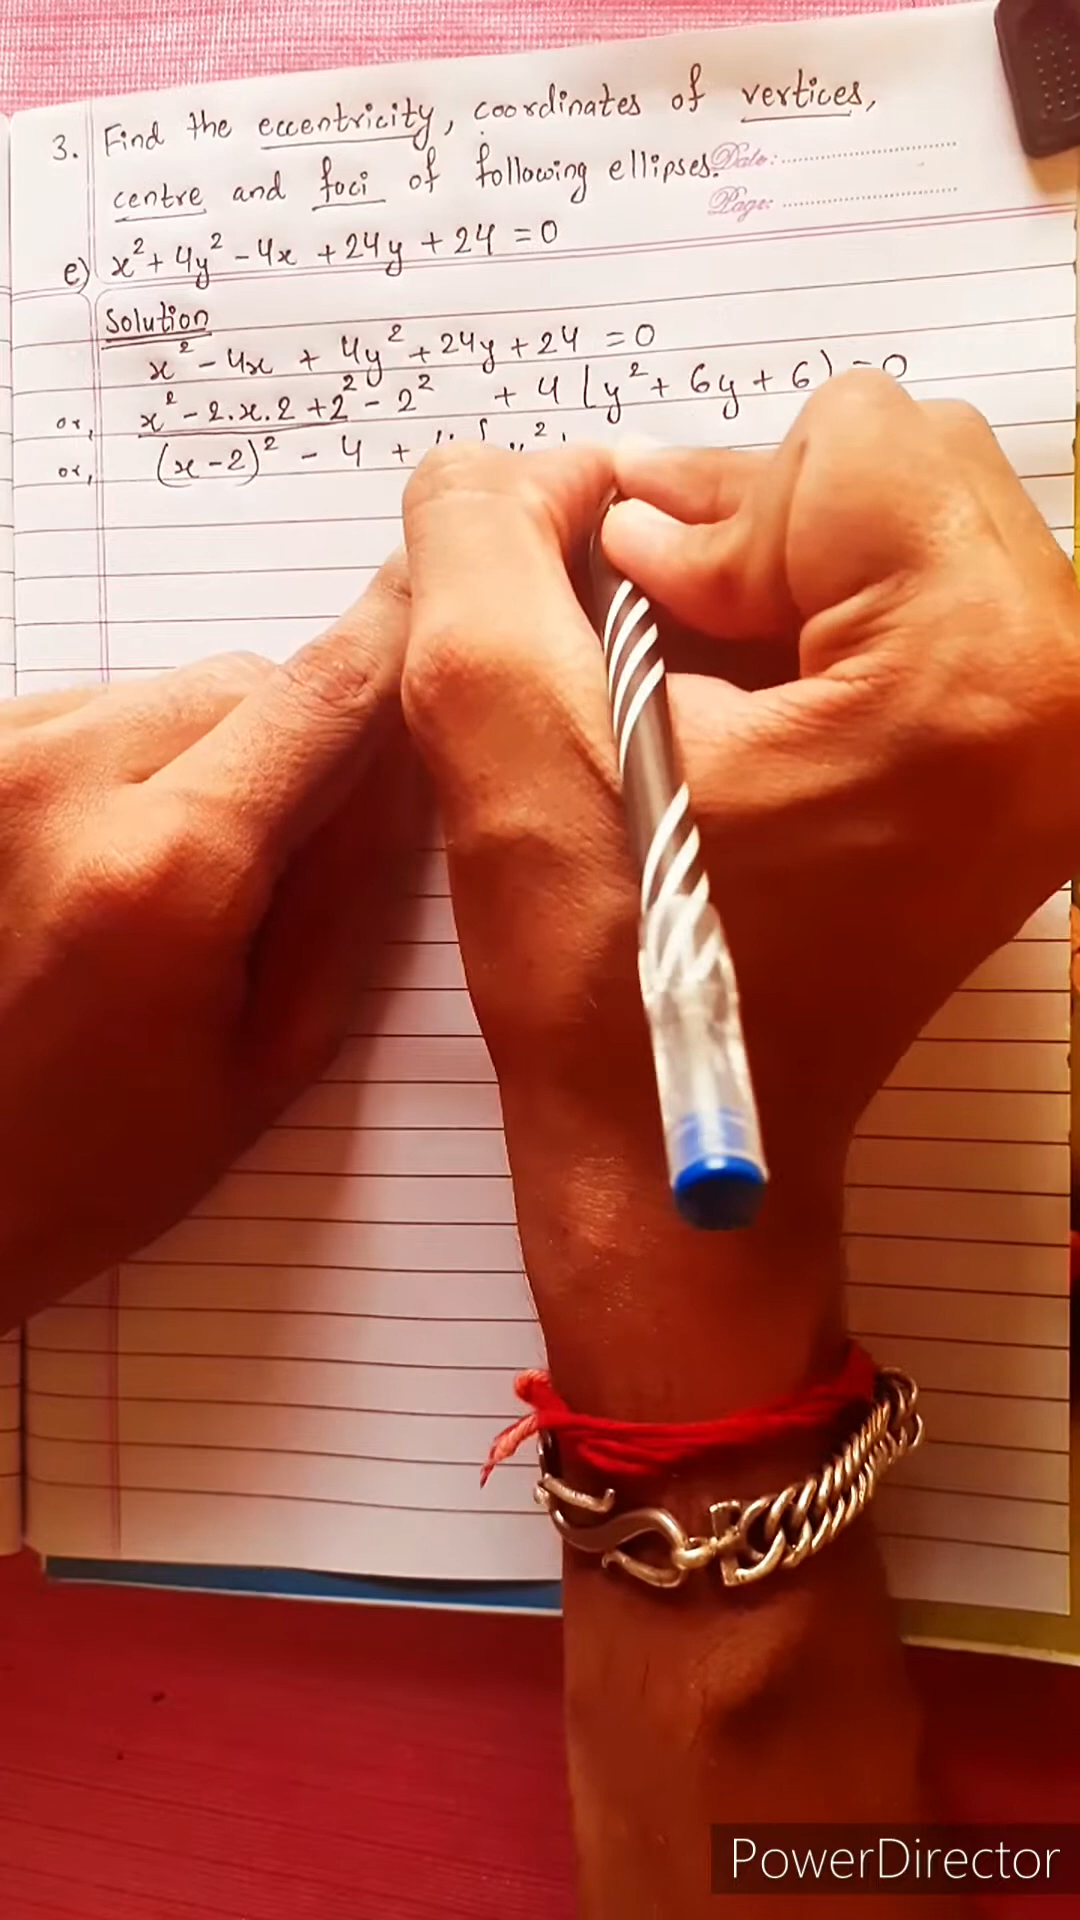 3. Find the eccentricity, coordinates of vertices,
centre and foci of following ellipses.
Date:
Page:
e) x² + 4y² - 4x + 24y + 24 = 0
Solution
x² - 4x + 4y² + 24y + 24 = 0
or, x² - 2.x.2 + 2² - 2² + 4 (y² + 6y + 6) = 0
or, (x-2)² - 4 +
PowerDirector